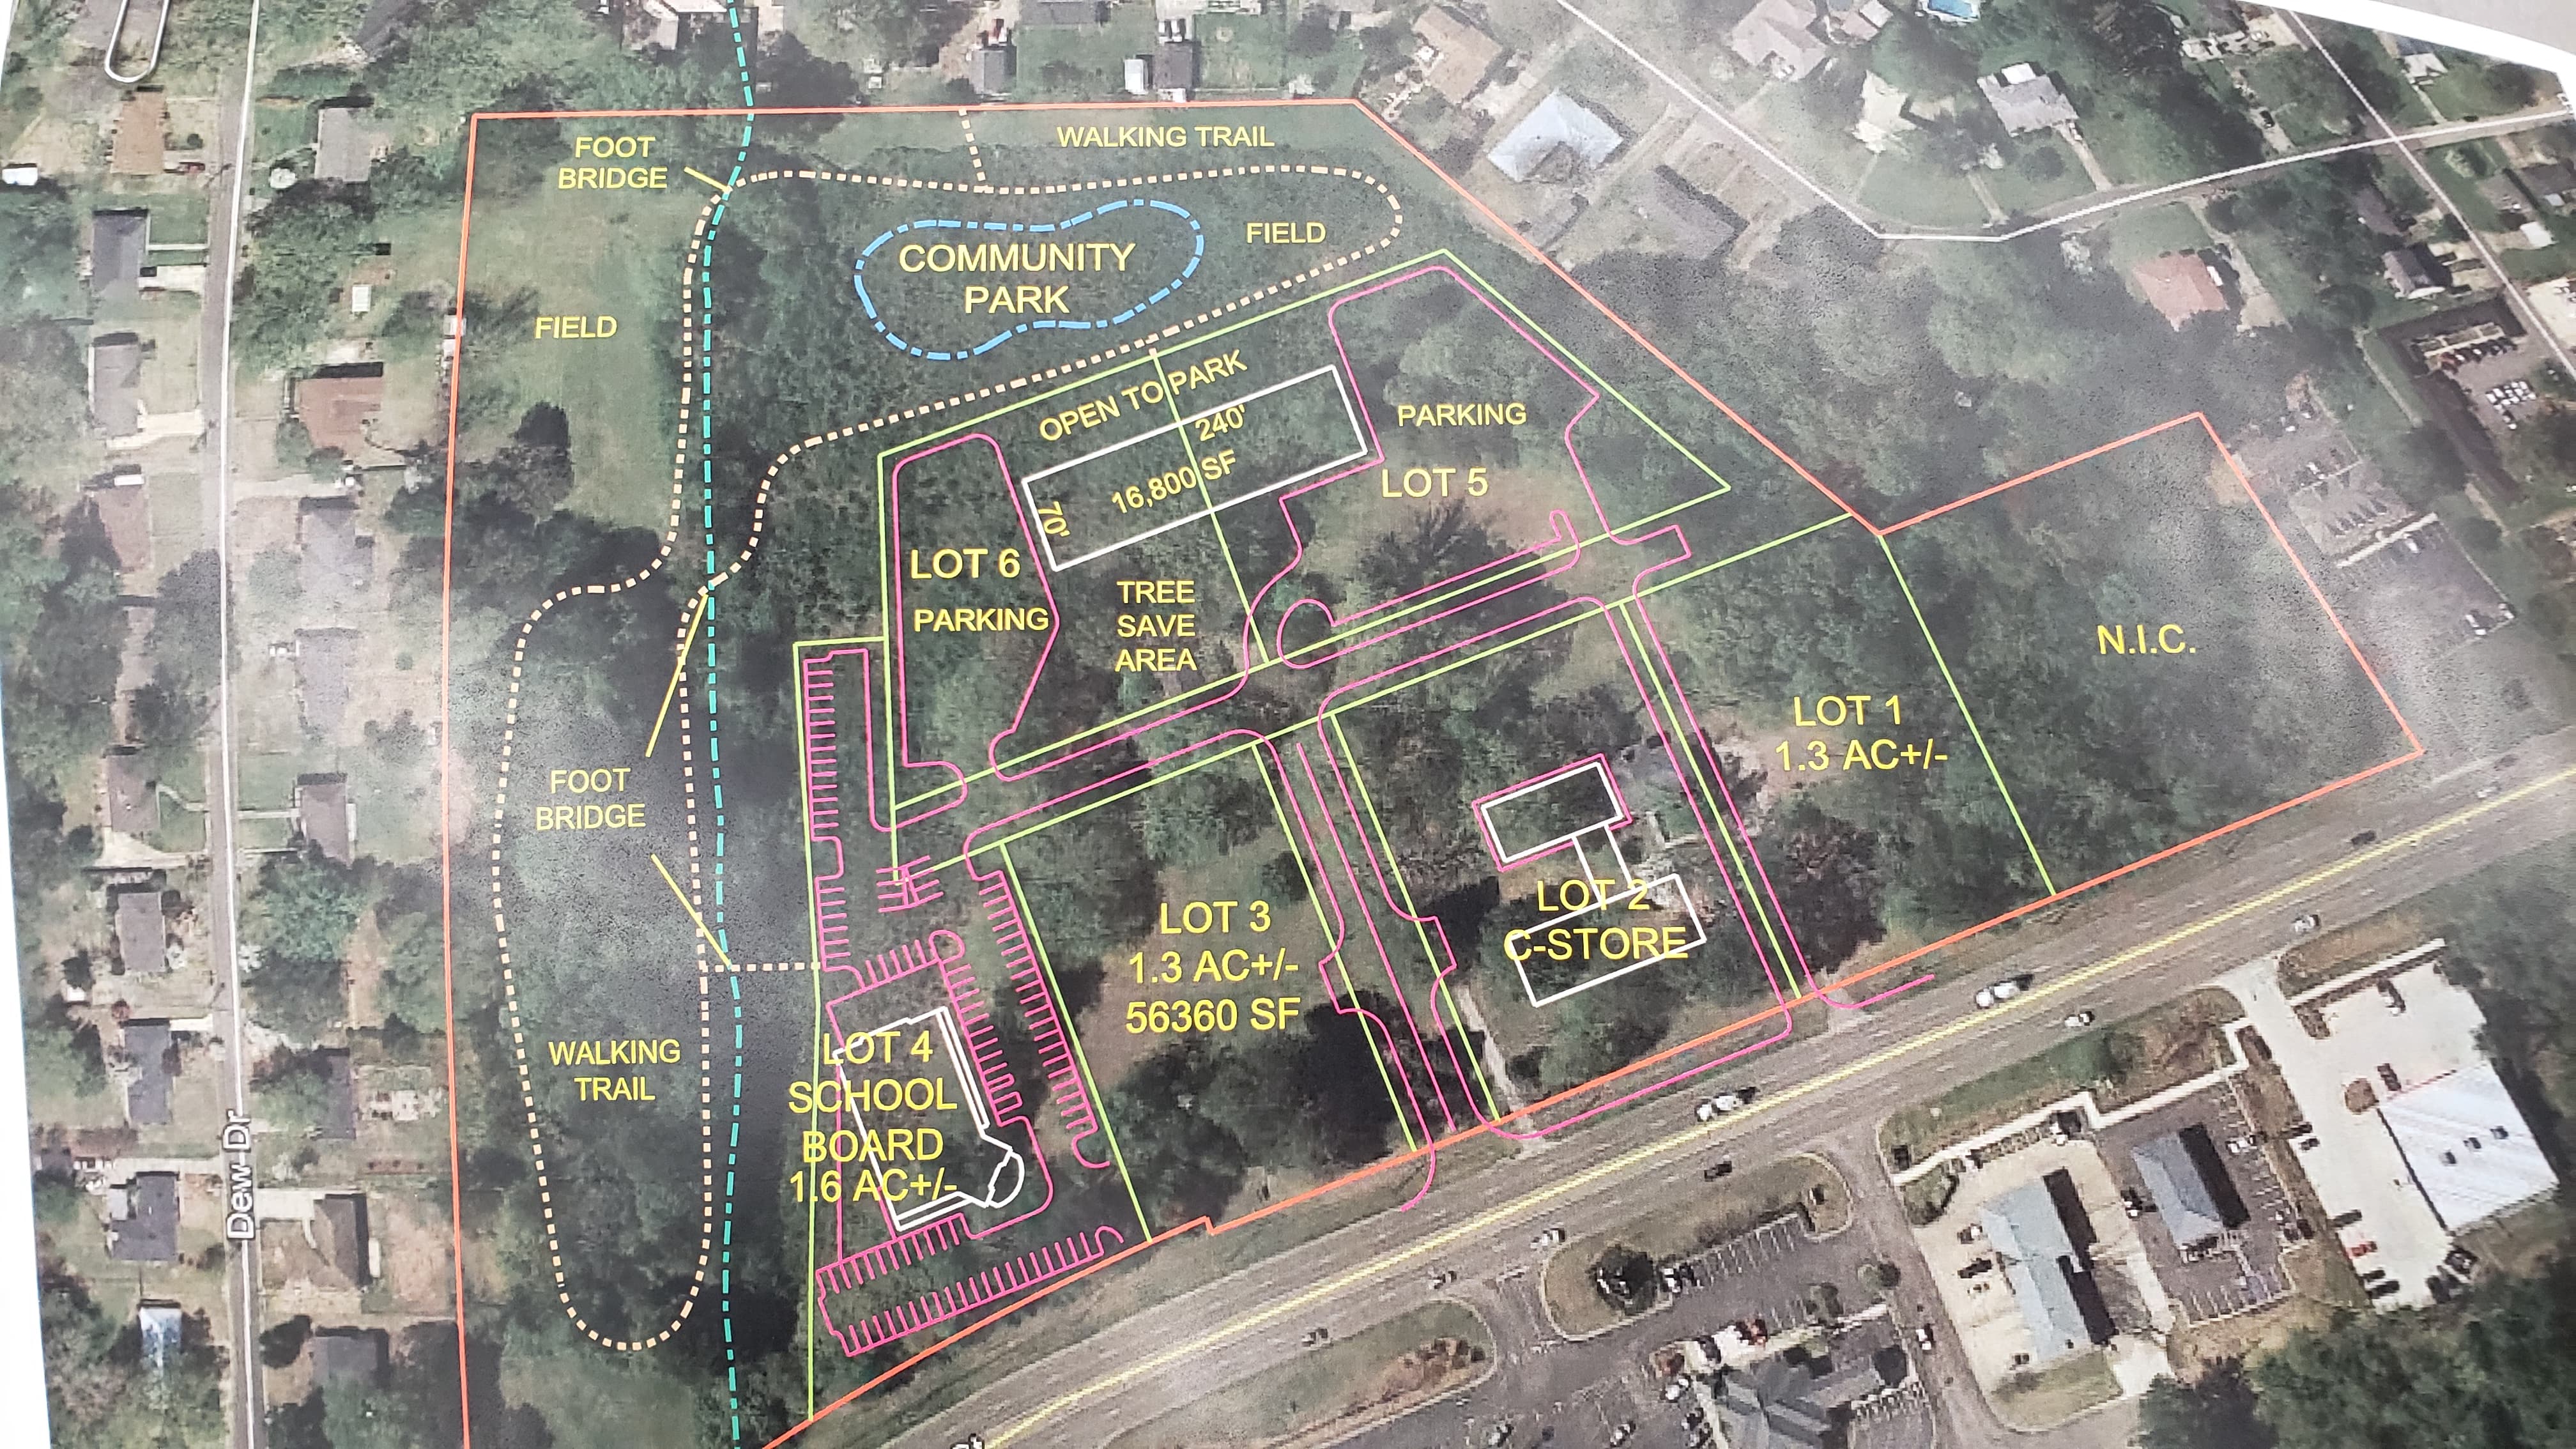 WALKING TRAIL
FOOT
BRIDGE
COMMUNITY
PARK
FIELD
FIELD
OPEN TO PARK
240'
16,800 SF
70'
PARKING
LOT 5
LOT 6
PARKING
TREE
SAVE
AREA
N.I.C.
LOT 1
1.3 AC+/-
FOOT
BRIDGE
LOT 2
C-STORE
LOT 3
1.3 AC+/-
56360 SF
WALKING
TRAIL
LOT 4
SCHOOL
BOARD
1.6 AC+/-
Dew Dr